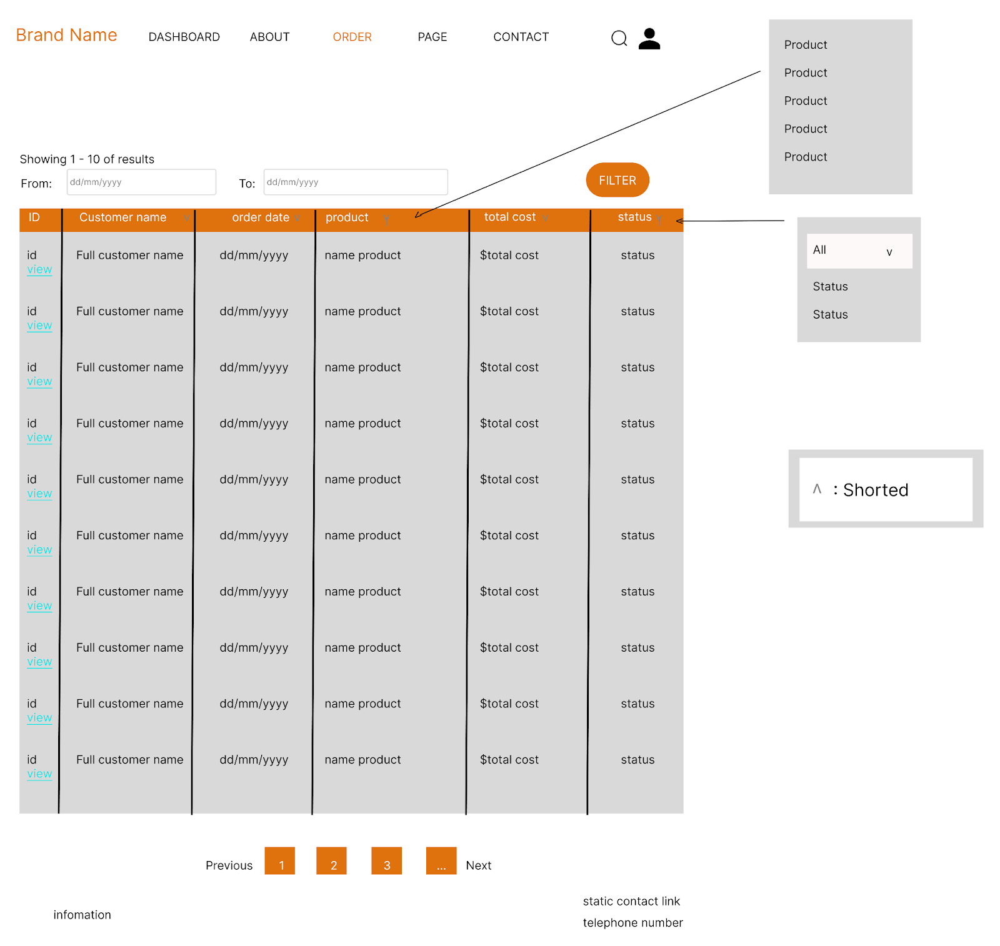 Brand Name DASHBOARD ABOUT ORDER PAGE CONTACT
Product
Product
Product
Product
Product
Showing 1 - 10 of results
From: dd/mm/yyyy To: dd/mm/yyyy FILTER
ID Customer name v order date v product v total cost v status v
id Full customer name dd/mm/yyyy name product $total cost status
view
id Full customer name dd/mm/yyyy name product $total cost status
view
id Full customer name dd/mm/yyyy name product $total cost status
view
id Full customer name dd/mm/yyyy name product $total cost status
view
id Full customer name dd/mm/yyyy name product $total cost status
view
id Full customer name dd/mm/yyyy name product $total cost status
view
id Full customer name dd/mm/yyyy name product $total cost status
view
id Full customer name dd/mm/yyyy name product $total cost status
view
id Full customer name dd/mm/yyyy name product $total cost status
view
id Full customer name dd/mm/yyyy name product $total cost status
view
All v
Status
Status
^ : Shorted
Previous 1 2 3 ... Next
infomation
static contact link
telephone number